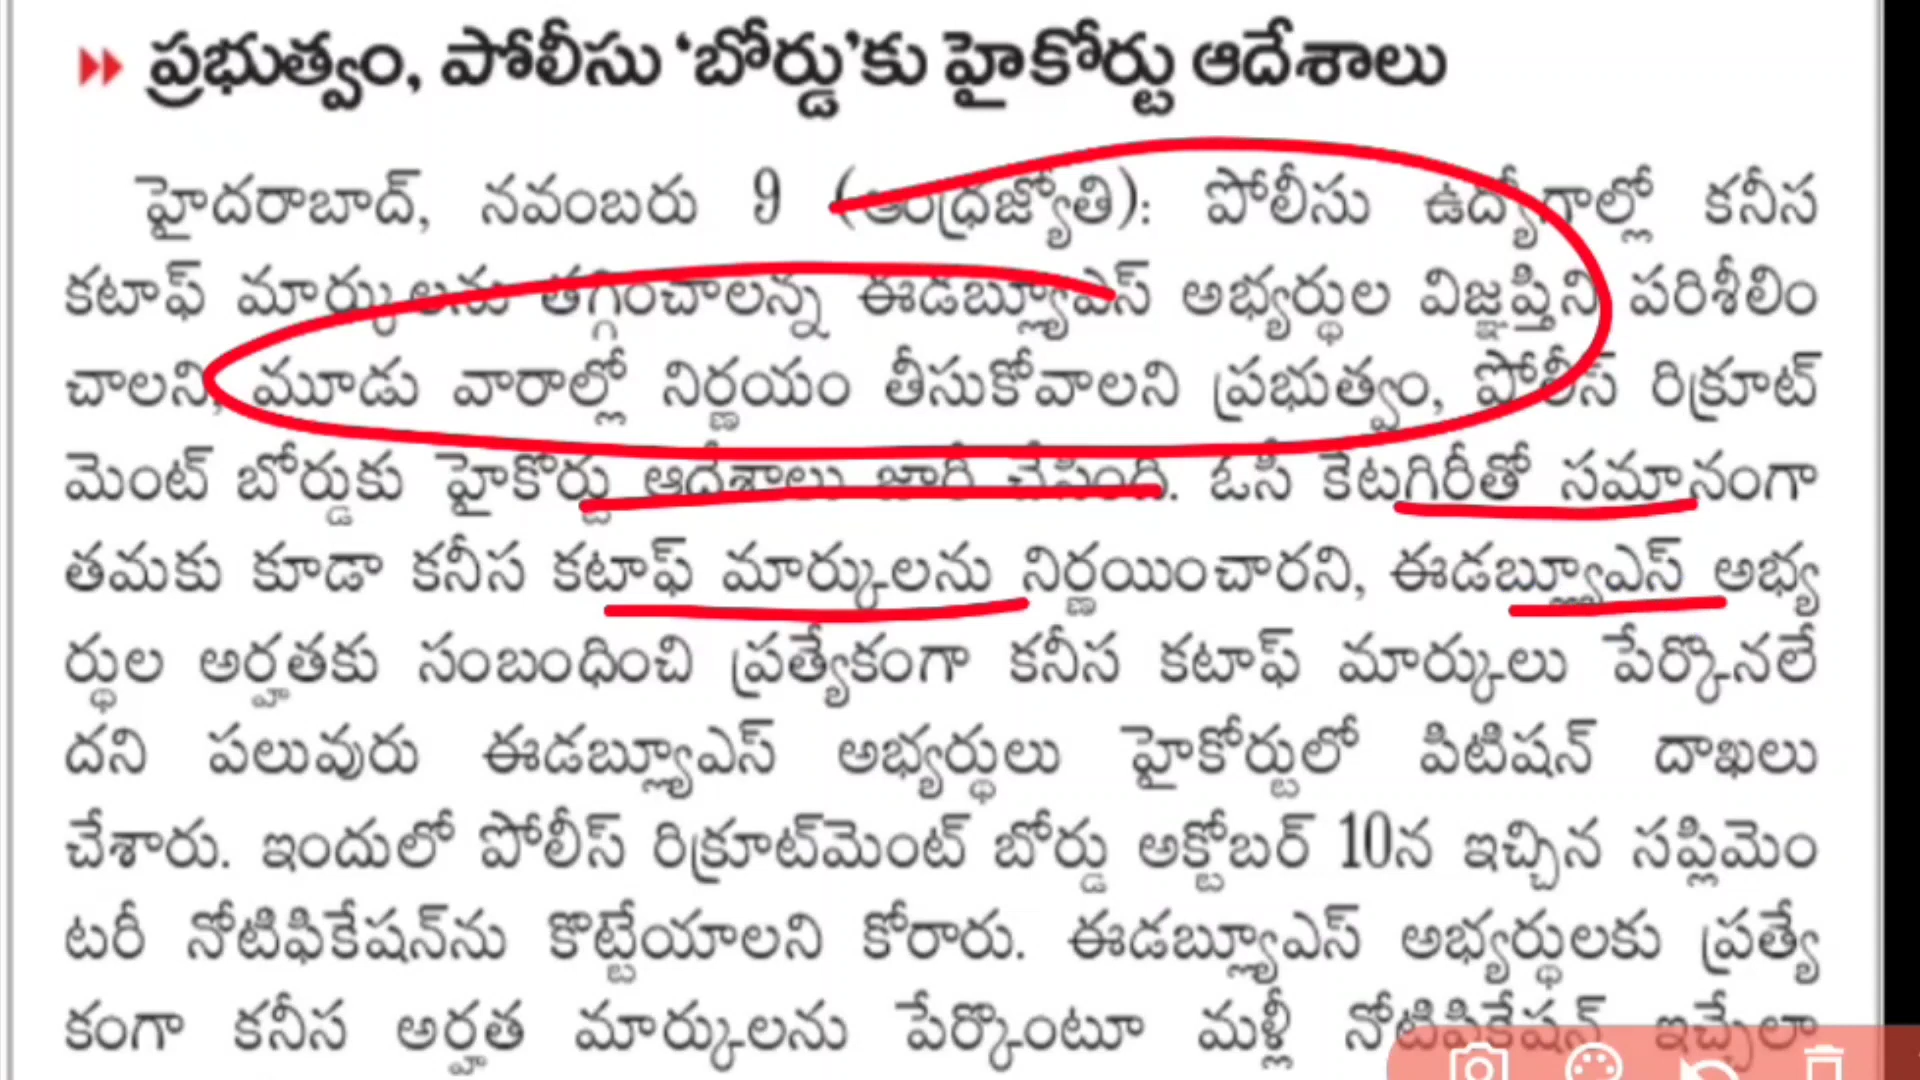 ప్రభుత్వం, పోలీసు ‘బోర్డు’కు హైకోర్టు ఆదేశాలు
హైదరాబాద్, నవంబరు 9 (ఆంధ్రజ్యోతి): పోలీసు ఉద్యోగాల్లో కనీస
కటాఫ్ మార్కులను తగ్గించాలన్న ఈడబ్ల్యూఎస్ అభ్యర్థుల విజ్ఞప్తిని పరిశీలిం
చాలని, మూడు వారాల్లో నిర్ణయం తీసుకోవాలని ప్రభుత్వం, పోలీస్ రిక్రూట్
మెంట్ బోర్డుకు హైకోర్టు ఆదేశాలు జారీ చేసింది. ఓసీ కేటగిరీతో సమానంగా
తమకు కూడా కనీస కటాఫ్ మార్కులను నిర్ణయించారని, ఈడబ్ల్యూఎస్ అభ్య
ర్థుల అర్హతకు సంబంధించి ప్రత్యేకంగా కనీస కటాఫ్ మార్కులు పేర్కొనలే
దని పలువురు ఈడబ్ల్యూఎస్ అభ్యర్థులు హైకోర్టులో పిటిషన్ దాఖలు
చేశారు. ఇందులో పోలీస్ రిక్రూట్‌మెంట్ బోర్డు అక్టోబర్ 10న ఇచ్చిన సప్లిమెం
టరీ నోటిఫికేషన్‌ను కొట్టేయాలని కోరారు. ఈడబ్ల్యూఎస్ అభ్యర్థులకు ప్రత్యే
కంగా కనీస అర్హత మార్కులను పేర్కొంటూ మళ్లీ నోటిఫికేషన్ ఇచ్చేలా